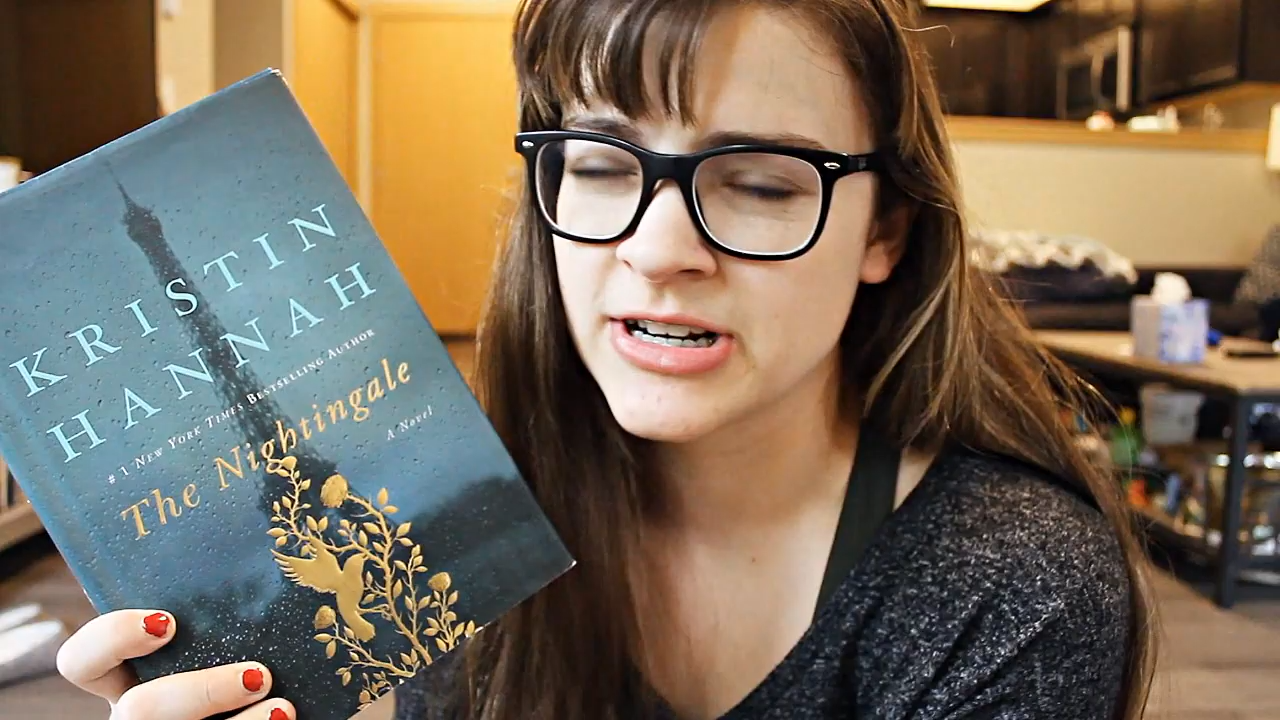 KRISTIN
HANNAH
#1 NEW YORK TIMES BESTSELLING AUTHOR
The Nightingale
A Novel